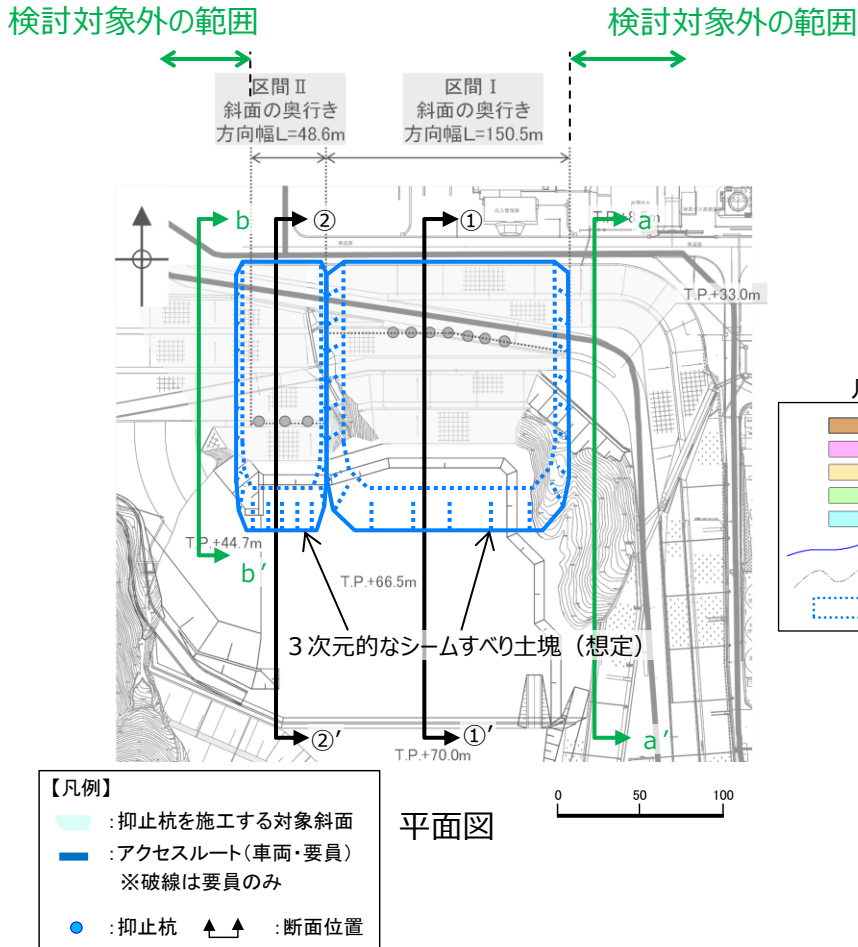 検討対象外の範囲
検討対象外の範囲
区間Ⅱ
斜面の奥行き
方向幅L=48.6m
区間Ⅰ
斜面の奥行き
方向幅L=150.5m
b
②
①
a
T.P.+33.0m
T.P.+44.7m
b′
T.P.+66.5m
3次元的なシームすべり土塊（想定）
②′
①′
a′
T.P.+70.0m
【凡例】
:抑止杭を施工する対象斜面
:アクセスルート(車両・要員)
※破線は要員のみ
:抑止杭
:断面位置
平面図
0 50 100